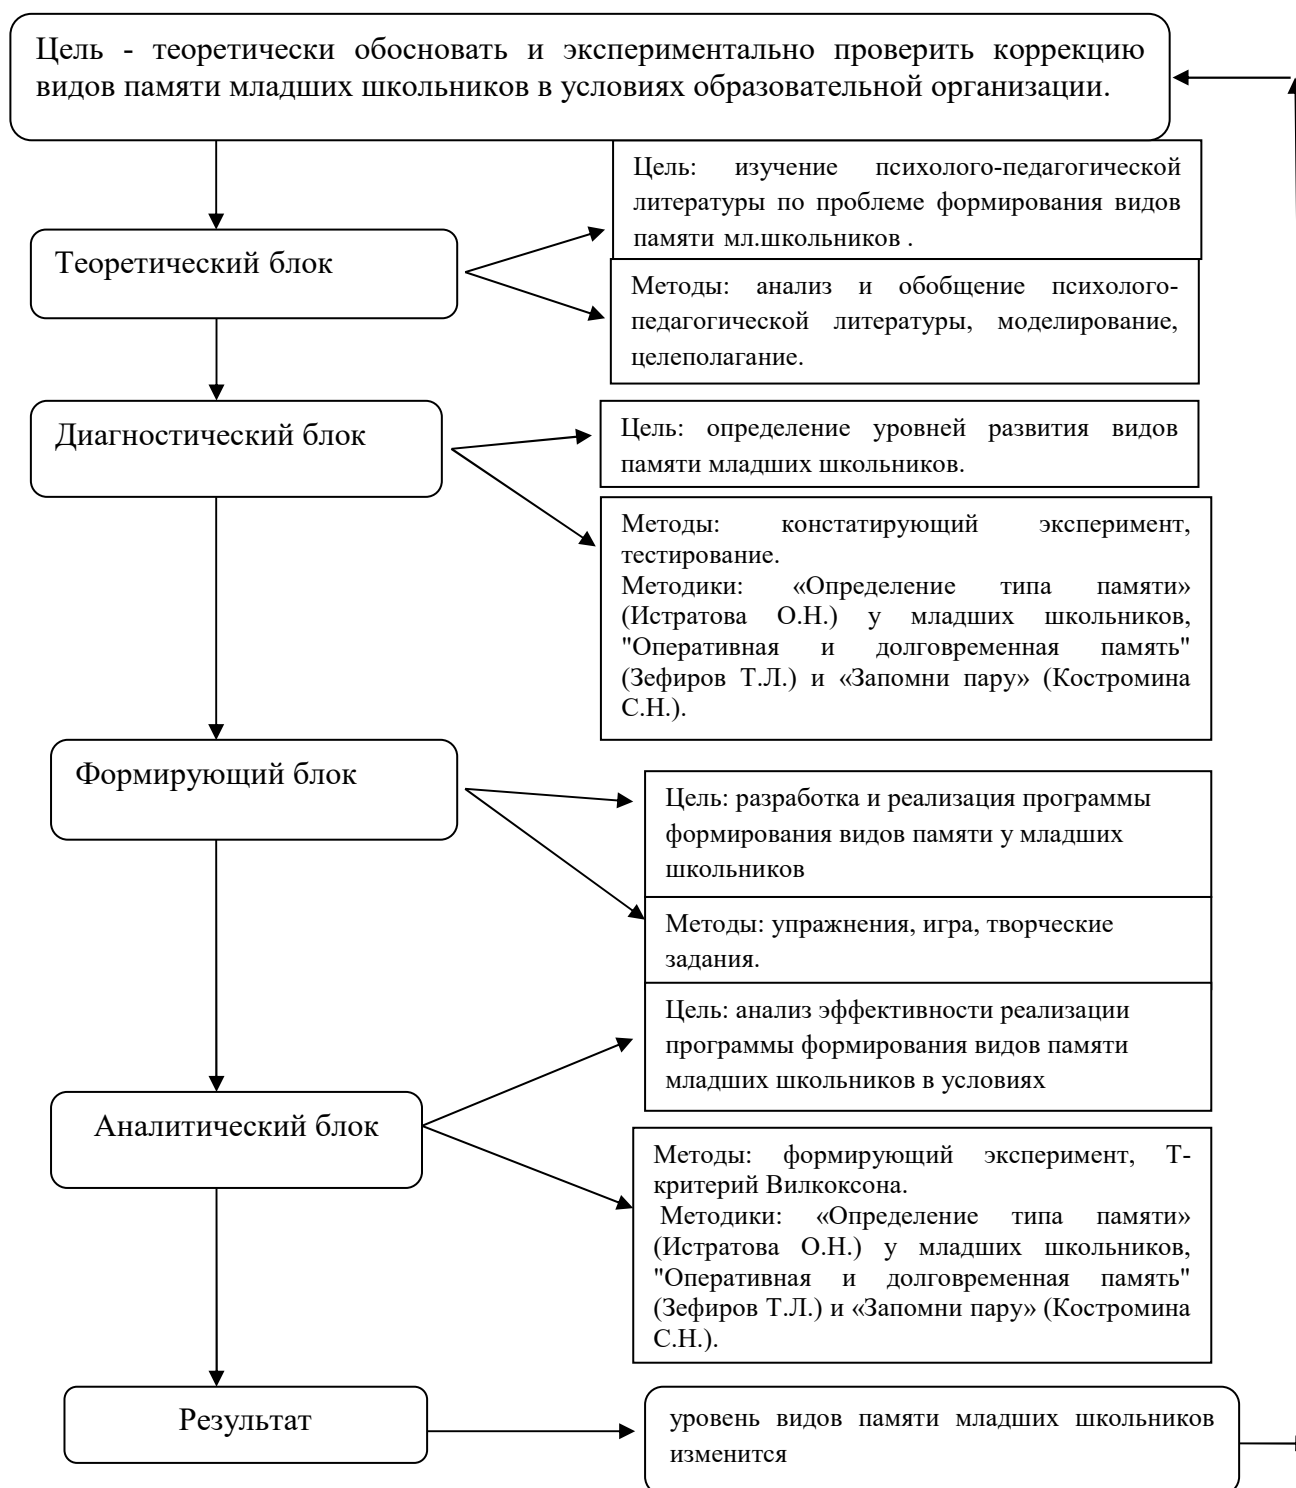 Цель - теоретически обосновать и экспериментально проверить коррекцию
видов памяти младших школьников в условиях образовательной организации.
Цель: изучение психолого-педагогической
литературы по проблеме формирования видов
памяти мл.школьников .
Теоретический блок
Методы: анализ и обобщение психолого-
педагогической литературы, моделирование,
целеполагание.
Диагностический блок
Цель: определение уровней развития видов
памяти младших школьников.
Методы: констатирующий эксперимент,
тестирование.
Методики: «Определение типа памяти»
(Истратова О.Н.) у младших школьников,
"Оперативная и долговременная память"
(Зефиров Т.Л.) и «Запомни пару» (Костромина
С.Н.).
Формирующий блок
Цель: разработка и реализация программы
формирования видов памяти у младших
школьников
Методы: упражнения, игра, творческие
задания.
Цель: анализ эффективности реализации
программы формирования видов памяти
младших школьников в условиях
Аналитический блок
Методы: формирующий эксперимент, Т-
критерий Вилкоксона.
Методики: «Определение типа памяти»
(Истратова О.Н.) у младших школьников,
"Оперативная и долговременная память"
(Зефиров Т.Л.) и «Запомни пару» (Костромина
С.Н.).
Результат
уровень видов памяти младших школьников
изменится